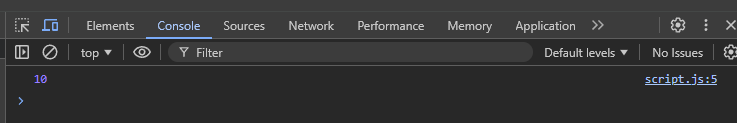 Elements Console Sources Network Performance Memory Application
top Filter Default levels No Issues
10 script.js:5